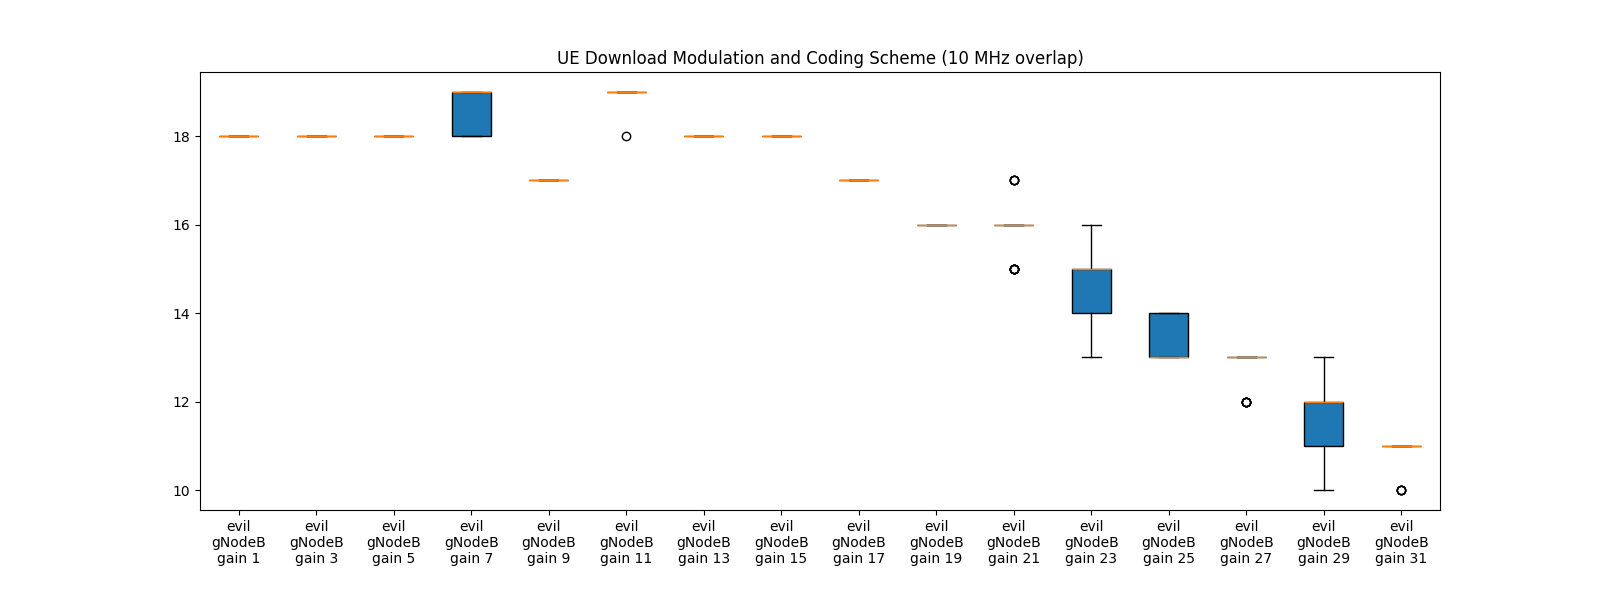 UE Download Modulation and Coding Scheme (10 MHz overlap)
18
16
14
12
10
evil
gNodeB
gain 1
evil
gNodeB
gain 3
evil
gNodeB
gain 5
evil
gNodeB
gain 7
evil
gNodeB
gain 9
evil
gNodeB
gain 11
evil
gNodeB
gain 13
evil
gNodeB
gain 15
evil
gNodeB
gain 17
evil
gNodeB
gain 19
evil
gNodeB
gain 21
evil
gNodeB
gain 23
evil
gNodeB
gain 25
evil
gNodeB
gain 27
evil
gNodeB
gain 29
evil
gNodeB
gain 31